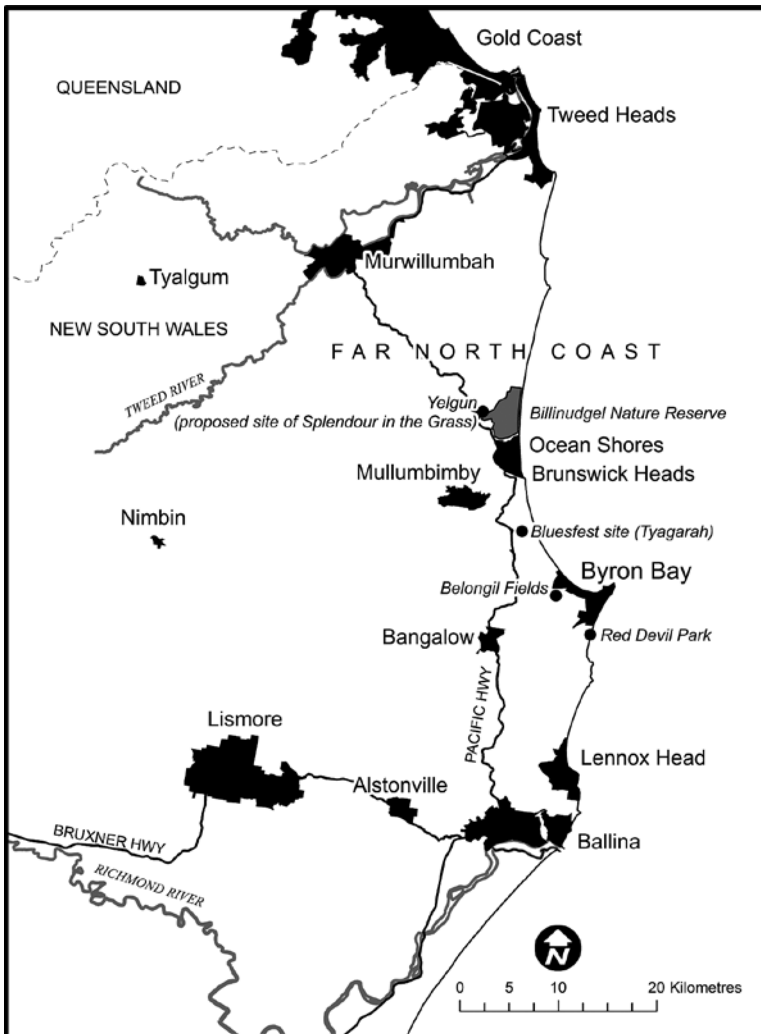 Gold Coast
QUEENSLAND
Tweed Heads
Murwillumbah
Tyalgum
NEW SOUTH WALES
FAR NORTH COAST
TWEED RIVER
Yelgun
(proposed site of Splendour in the Grass)
Billinudgel Nature Reserve
Ocean Shores
Mullumbimby
Brunswick Heads
Nimbin
Bluesfest site (Tyagarah)
Byron Bay
Belongil Fields
Bangalow
Red Devil Park
PACIFIC HWY
Lismore
Lennox Head
Alstonville
BRUXNER HWY
Ballina
RICHMOND RIVER
N
0 5 10 20 Kilometres